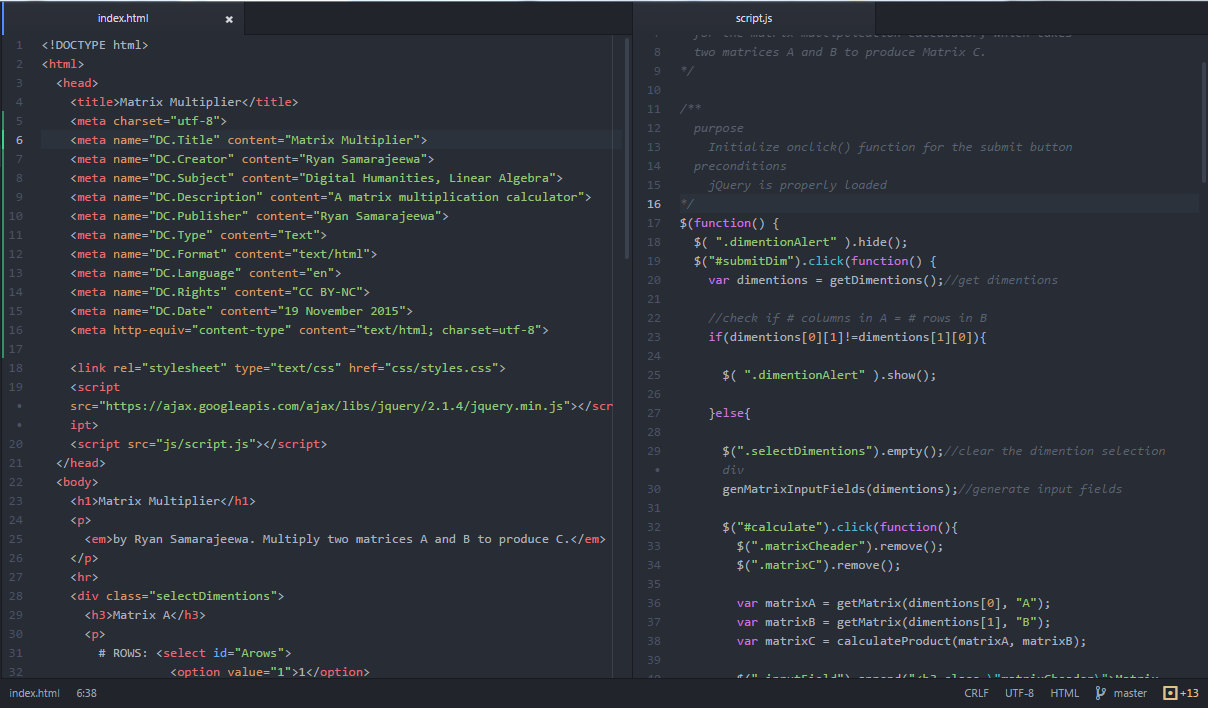 index.html
1 <!DOCTYPE html>
2 <html>
3 <head>
4 <title>Matrix Multiplier</title>
5 <meta charset="utf-8">
6 <meta name="DC.Title" content="Matrix Multiplier">
7 <meta name="DC.Creator" content="Ryan Samarajeewa">
8 <meta name="DC.Subject" content="Digital Humanities, Linear Algebra">
9 <meta name="DC.Description" content="A matrix multiplication calculator">
10 <meta name="DC.Publisher" content="Ryan Samarajeewa">
11 <meta name="DC.Type" content="Text">
12 <meta name="DC.Format" content="text/html">
13 <meta name="DC.Language" content="en">
14 <meta name="DC.Rights" content="CC BY-NC">
15 <meta name="DC.Date" content="19 November 2015">
16 <meta http-equiv="content-type" content="text/html; charset=utf-8">
17
18 <link rel="stylesheet" type="text/css" href="css/styles.css">
19 <script
• src="https://ajax.googleapis.com/ajax/libs/jquery/2.1.4/jquery.min.js"></scr
• ipt>
20 <script src="js/script.js"></script>
21 </head>
22 <body>
23 <h1>Matrix Multiplier</h1>
24 <p>
25 <em>by Ryan Samarajeewa. Multiply two matrices A and B to produce C.</em>
26 </p>
27 <hr>
28 <div class="selectDimentions">
29 <h3>Matrix A</h3>
30 <p>
31 # ROWS: <select id="Arows">
32 <option value="1">1</option>
script.js
for the matrix multiplication calculator, which takes
8 two matrices A and B to produce Matrix C.
9 */
10
11 /**
12 purpose
13 Initialize onclick() function for the submit button
14 preconditions
15 jQuery is properly loaded
16 */
17 $(function() {
18 $( ".dimentionAlert" ).hide();
19 $("#submitDim").click(function() {
20 var dimentions = getDimentions();//get dimentions
21
22 //check if # columns in A = # rows in B
23 if(dimentions[0][1]!=dimentions[1][0]){
24
25 $( ".dimentionAlert" ).show();
26
27 }else{
28
29 $(".selectDimentions").empty();//clear the dimention selection
• div
30 genMatrixInputFields(dimentions);//generate input fields
31
32 $("#calculate").click(function(){
33 $(".matrixCheader").remove();
34 $(".matrixC").remove();
35
36 var matrixA = getMatrix(dimentions[0], "A");
37 var matrixB = getMatrix(dimentions[1], "B");
38 var matrixC = calculateProduct(matrixA, matrixB);
39
40 $(".inputField").append("<h3 class=\"matrixCheader\">Matrix
index.html 6:38 CRLF UTF-8 HTML master +13